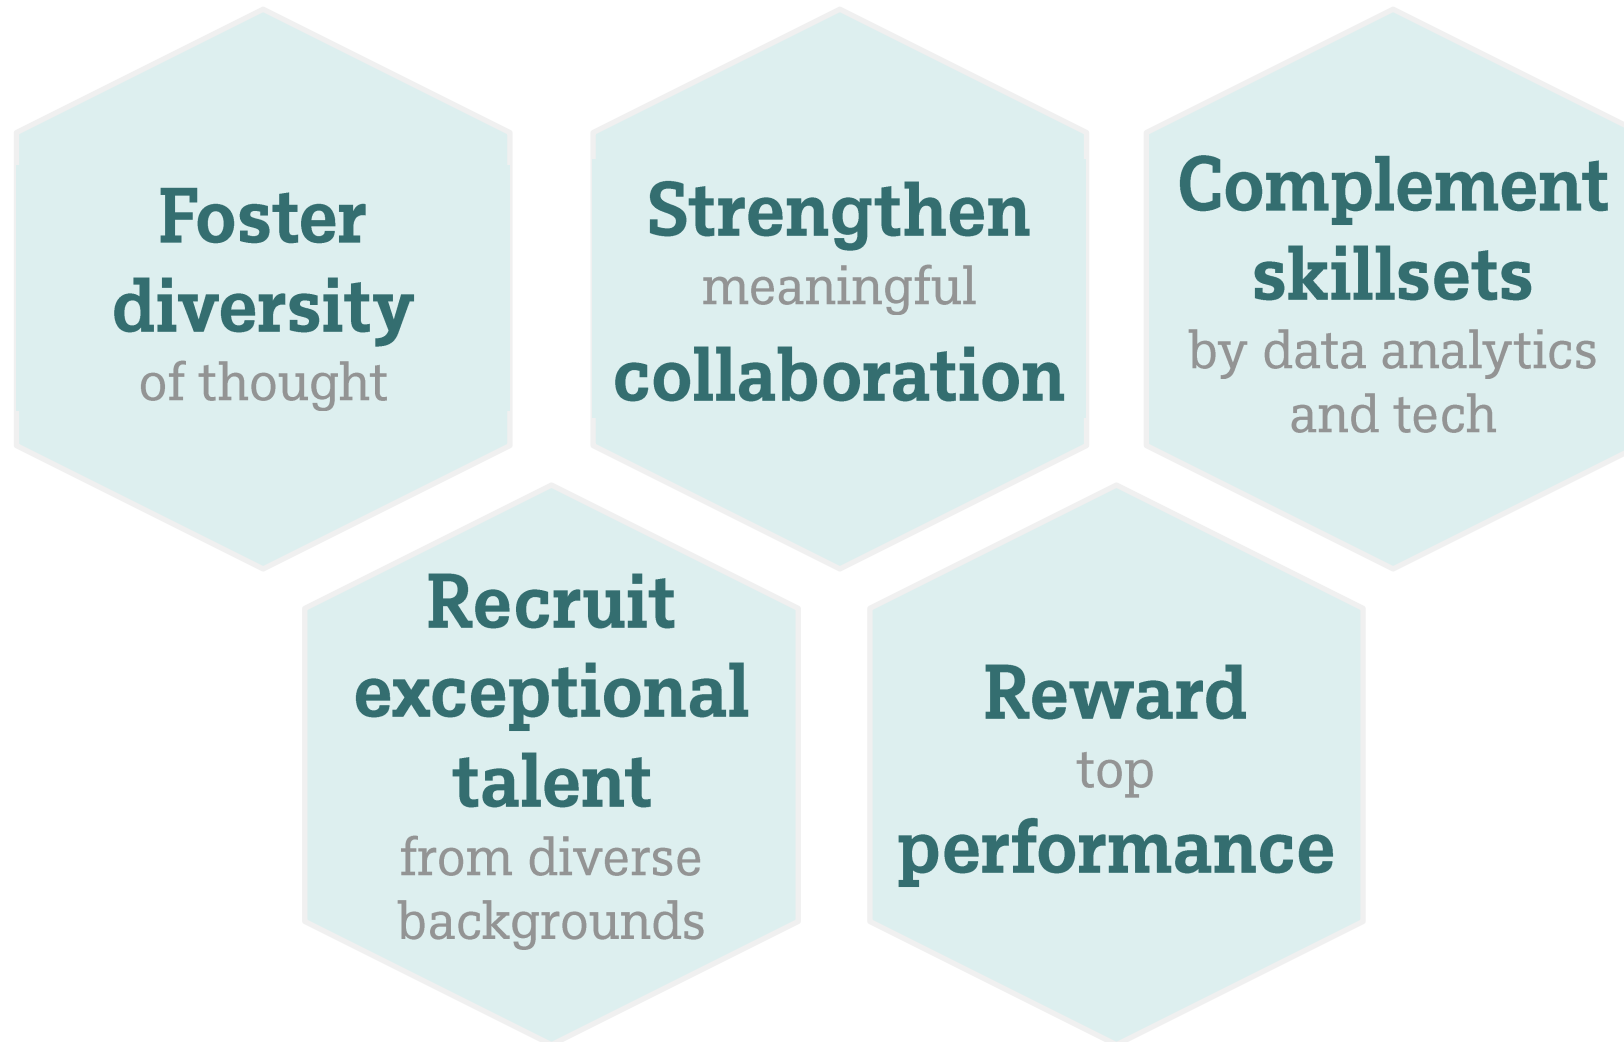 Foster
diversity
of thought
Strengthen
meaningful
collaboration
Complement
skillsets
by data analytics
and tech
Recruit
exceptional
talent
from diverse
backgrounds
Reward
top
performance